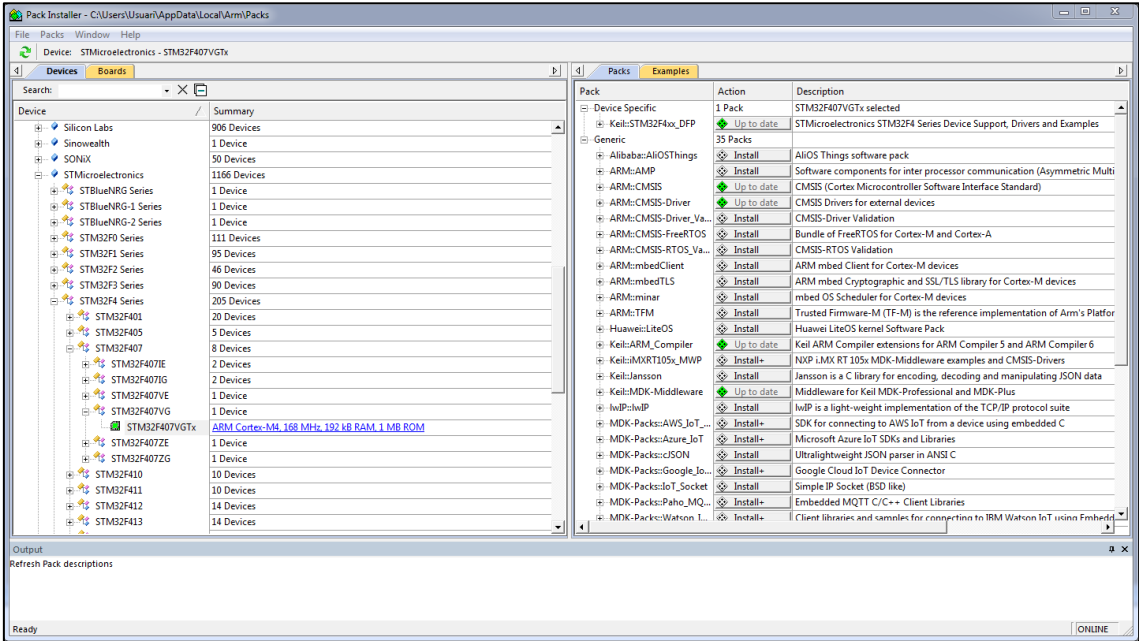 Pack Installer - C:\Users\Usuari\AppData\Local\Arm\Packs
File Packs Window Help
Device: STMicroelectronics - STM32F407VGTx
Devices Boards
Search:
Device / Summary
Silicon Labs 906 Devices
Sinowealth 1 Device
SONiX 50 Devices
STMicroelectronics 1166 Devices
STBlueNRG Series 1 Device
STBlueNRG-1 Series 1 Device
STBlueNRG-2 Series 1 Device
STM32F0 Series 111 Devices
STM32F1 Series 95 Devices
STM32F2 Series 46 Devices
STM32F3 Series 90 Devices
STM32F4 Series 205 Devices
STM32F401 20 Devices
STM32F405 5 Devices
STM32F407 8 Devices
STM32F407IE 2 Devices
STM32F407IG 2 Devices
STM32F407VE 1 Device
STM32F407VG 1 Device
STM32F407VGTx ARM Cortex-M4, 168 MHz, 192 kB RAM, 1 MB ROM
STM32F407ZE 1 Device
STM32F407ZG 1 Device
STM32F410 10 Devices
STM32F411 10 Devices
STM32F412 14 Devices
STM32F413 14 Devices
Packs Examples
Pack Action Description
Device Specific 1 Pack STM32F407VGTx selected
Keil::STM32F4xx_DFP Up to date STMicroelectronics STM32F4 Series Device Support, Drivers and Examples
Generic 35 Packs
Alibaba::AliOSThings Install AliOS Things software pack
ARM::AMP Install Software components for inter processor communication (Asymmetric Multi
ARM::CMSIS Up to date CMSIS (Cortex Microcontroller Software Interface Standard)
ARM::CMSIS-Driver Up to date CMSIS Drivers for external devices
ARM::CMSIS-Driver_Va... Install CMSIS-Driver Validation
ARM::CMSIS-FreeRTOS Install Bundle of FreeRTOS for Cortex-M and Cortex-A
ARM::CMSIS-RTOS_Va... Install CMSIS-RTOS Validation
ARM::mbedClient Install ARM mbed Client for Cortex-M devices
ARM::mbedTLS Install ARM mbed Cryptographic and SSL/TLS library for Cortex-M devices
ARM::minar Install mbed OS Scheduler for Cortex-M devices
ARM::TFM Install Trusted Firmware-M (TF-M) is the reference implementation of Arm's Platfor
Huawei::LiteOS Install Huawei LiteOS kernel Software Pack
Keil::ARM_Compiler Up to date Keil ARM Compiler extensions for ARM Compiler 5 and ARM Compiler 6
Keil::iMXRT105x_MWP Install+ NXP i.MX RT 105x MDK-Middleware examples and CMSIS-Drivers
Keil::Jansson Install Jansson is a C library for encoding, decoding and manipulating JSON data
Keil::MDK-Middleware Up to date Middleware for Keil MDK-Professional and MDK-Plus
lwIP::lwIP Install lwIP is a light-weight implementation of the TCP/IP protocol suite
MDK-Packs::AWS_IoT_... Install+ SDK for connecting to AWS IoT from a device using embedded C
MDK-Packs::Azure_IoT Install+ Microsoft Azure IoT SDKs and Libraries
MDK-Packs::cJSON Install Ultralightweight JSON parser in ANSI C
MDK-Packs::Google_Io... Install+ Google Cloud IoT Device Connector
MDK-Packs::IoT_Socket Install Simple IP Socket (BSD like)
MDK-Packs::Paho_MQ... Install+ Embedded MQTT C/C++ Client Libraries
MDK-Packs::Watson_I... Install+ Client libraries and samples for connecting to IBM Watson IoT using Embedd
Output
Refresh Pack descriptions
Ready ONLINE